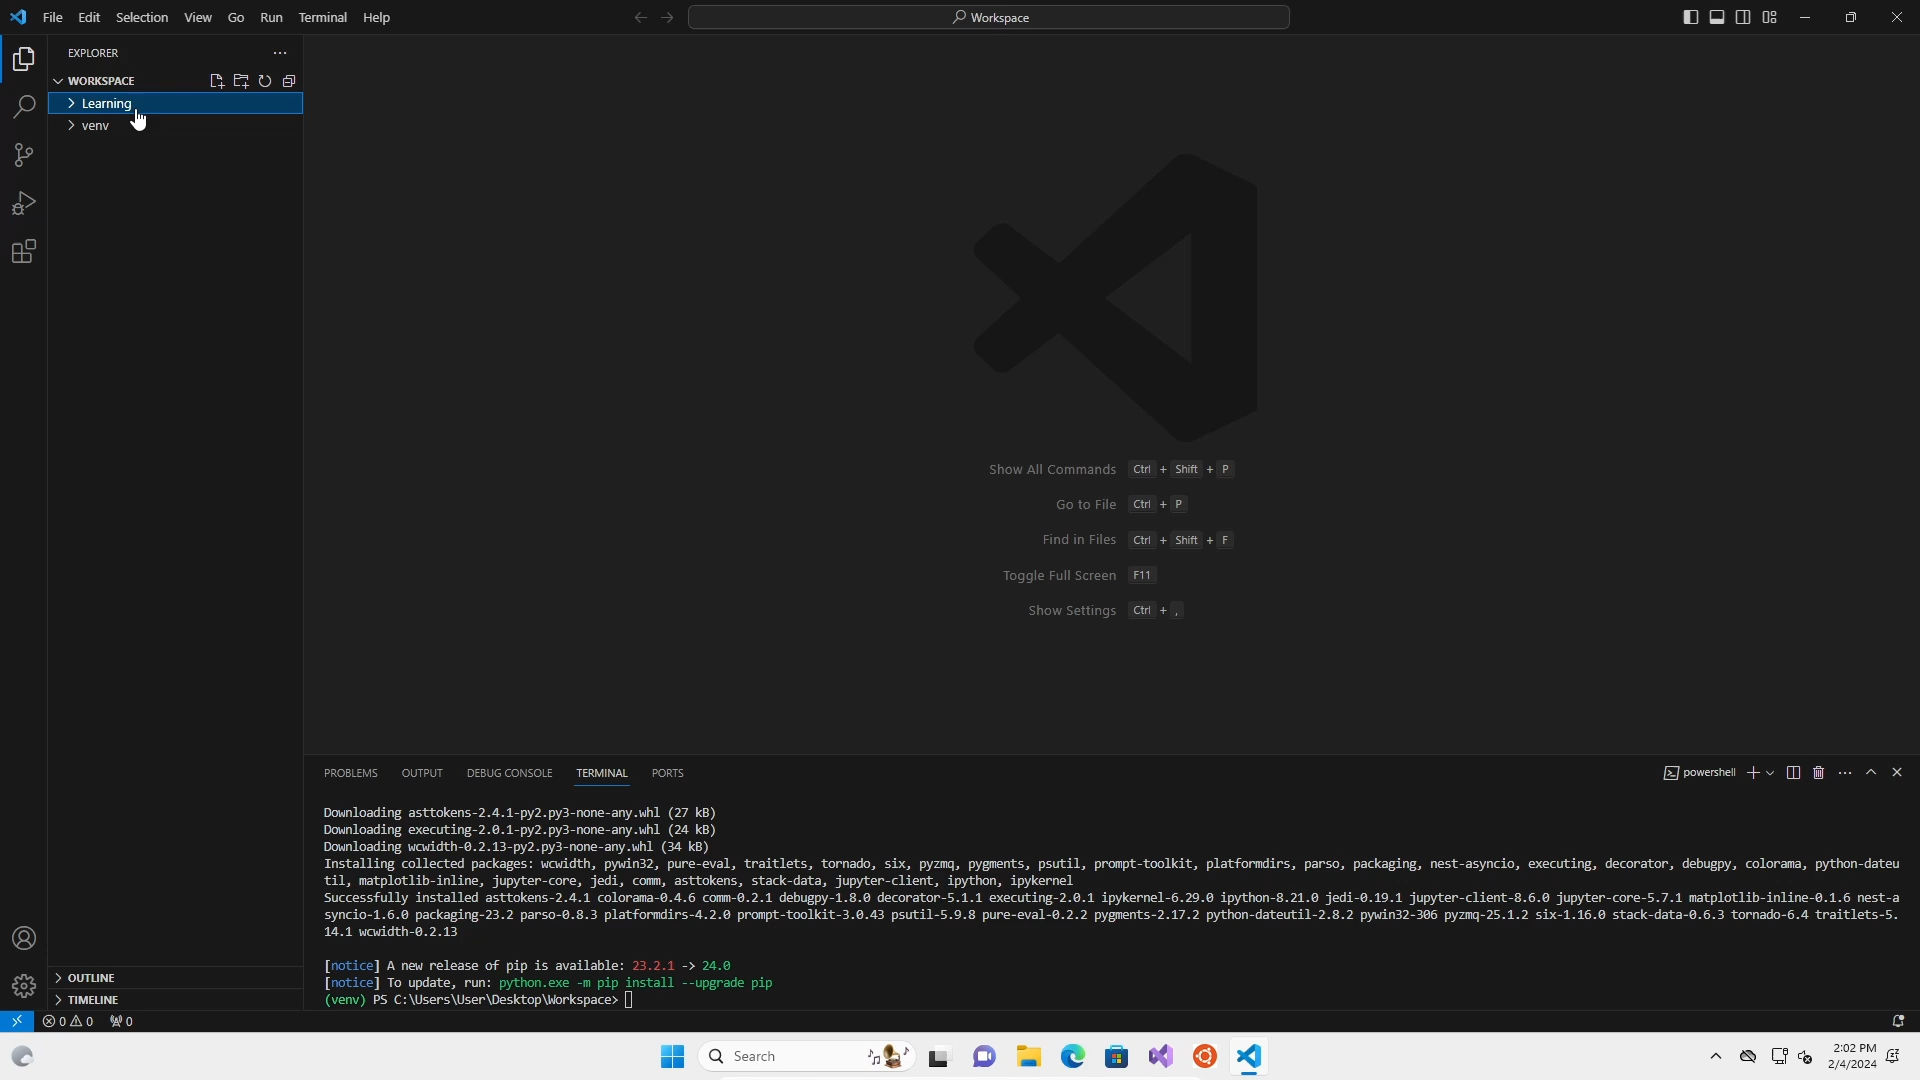 File Edit Selection View Go Run Terminal Help
Workspace
EXPLORER
WORKSPACE
Learning
venv
Show All Commands Ctrl + Shift + P
Go to File Ctrl + P
Find in Files Ctrl + Shift + F
Toggle Full Screen F11
Show Settings Ctrl + ,
PROBLEMS OUTPUT DEBUG CONSOLE TERMINAL PORTS
powershell
Downloading asttokens-2.4.1-py2.py3-none-any.whl (27 kB)
Downloading executing-2.0.1-py2.py3-none-any.whl (24 kB)
Downloading wcwidth-0.2.13-py2.py3-none-any.whl (34 kB)
Installing collected packages: wcwidth, pywin32, pure-eval, traitlets, tornado, six, pyzmq, pygments, psutil, prompt-toolkit, platformdirs, parso, packaging, nest-asyncio, executing, decorator, debugpy, colorama, python-dateu
til, matplotlib-inline, jupyter-core, jedi, comm, asttokens, stack-data, jupyter-client, ipython, ipykernel
Successfully installed asttokens-2.4.1 colorama-0.4.6 comm-0.2.1 debugpy-1.8.0 decorator-5.1.1 executing-2.0.1 ipykernel-6.29.0 ipython-8.21.0 jedi-0.19.1 jupyter-client-8.6.0 jupyter-core-5.7.1 matplotlib-inline-0.1.6 nest-a
syncio-1.6.0 packaging-23.2 parso-0.8.3 platformdirs-4.2.0 prompt-toolkit-3.0.43 psutil-5.9.8 pure-eval-0.2.2 pygments-2.17.2 python-dateutil-2.8.2 pywin32-306 pyzmq-25.1.2 six-1.16.0 stack-data-0.6.3 tornado-6.4 traitlets-5.
14.1 wcwidth-0.2.13
[notice] A new release of pip is available: 23.2.1 -> 24.0
[notice] To update, run: python.exe -m pip install --upgrade pip
(venv) PS C:\Users\User\Desktop\Workspace>
OUTLINE
TIMELINE
0 0 0
Search
2:02 PM
2/4/2024